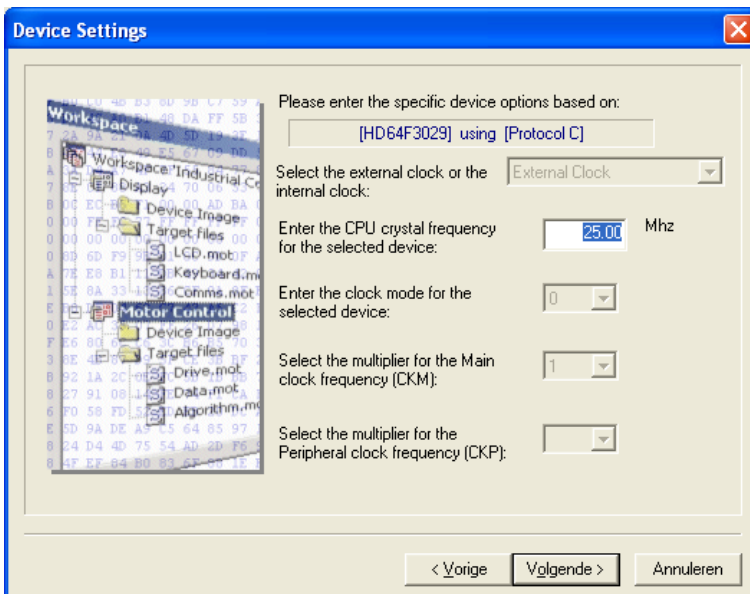 Device Settings
Please enter the specific device options based on:
[HD64F3029] using [Protocol C]
Select the external clock or the
internal clock:
External Clock
Enter the CPU crystal frequency
for the selected device:
25.00
Mhz
Enter the clock mode for the
selected device:
0
Select the multiplier for the Main
clock frequency (CKM):
1
Select the multiplier for the
Peripheral clock frequency (CKP):
Workspace
Workspace: 'Industrial Co
Display
Device Image
Target files
LCD.mot
Keyboard.m
Comms.mot
Motor Control
Device Image
Target files
Drive.mot
Data.mot
Algorithm.mo
< Vorige
Volgende >
Annuleren